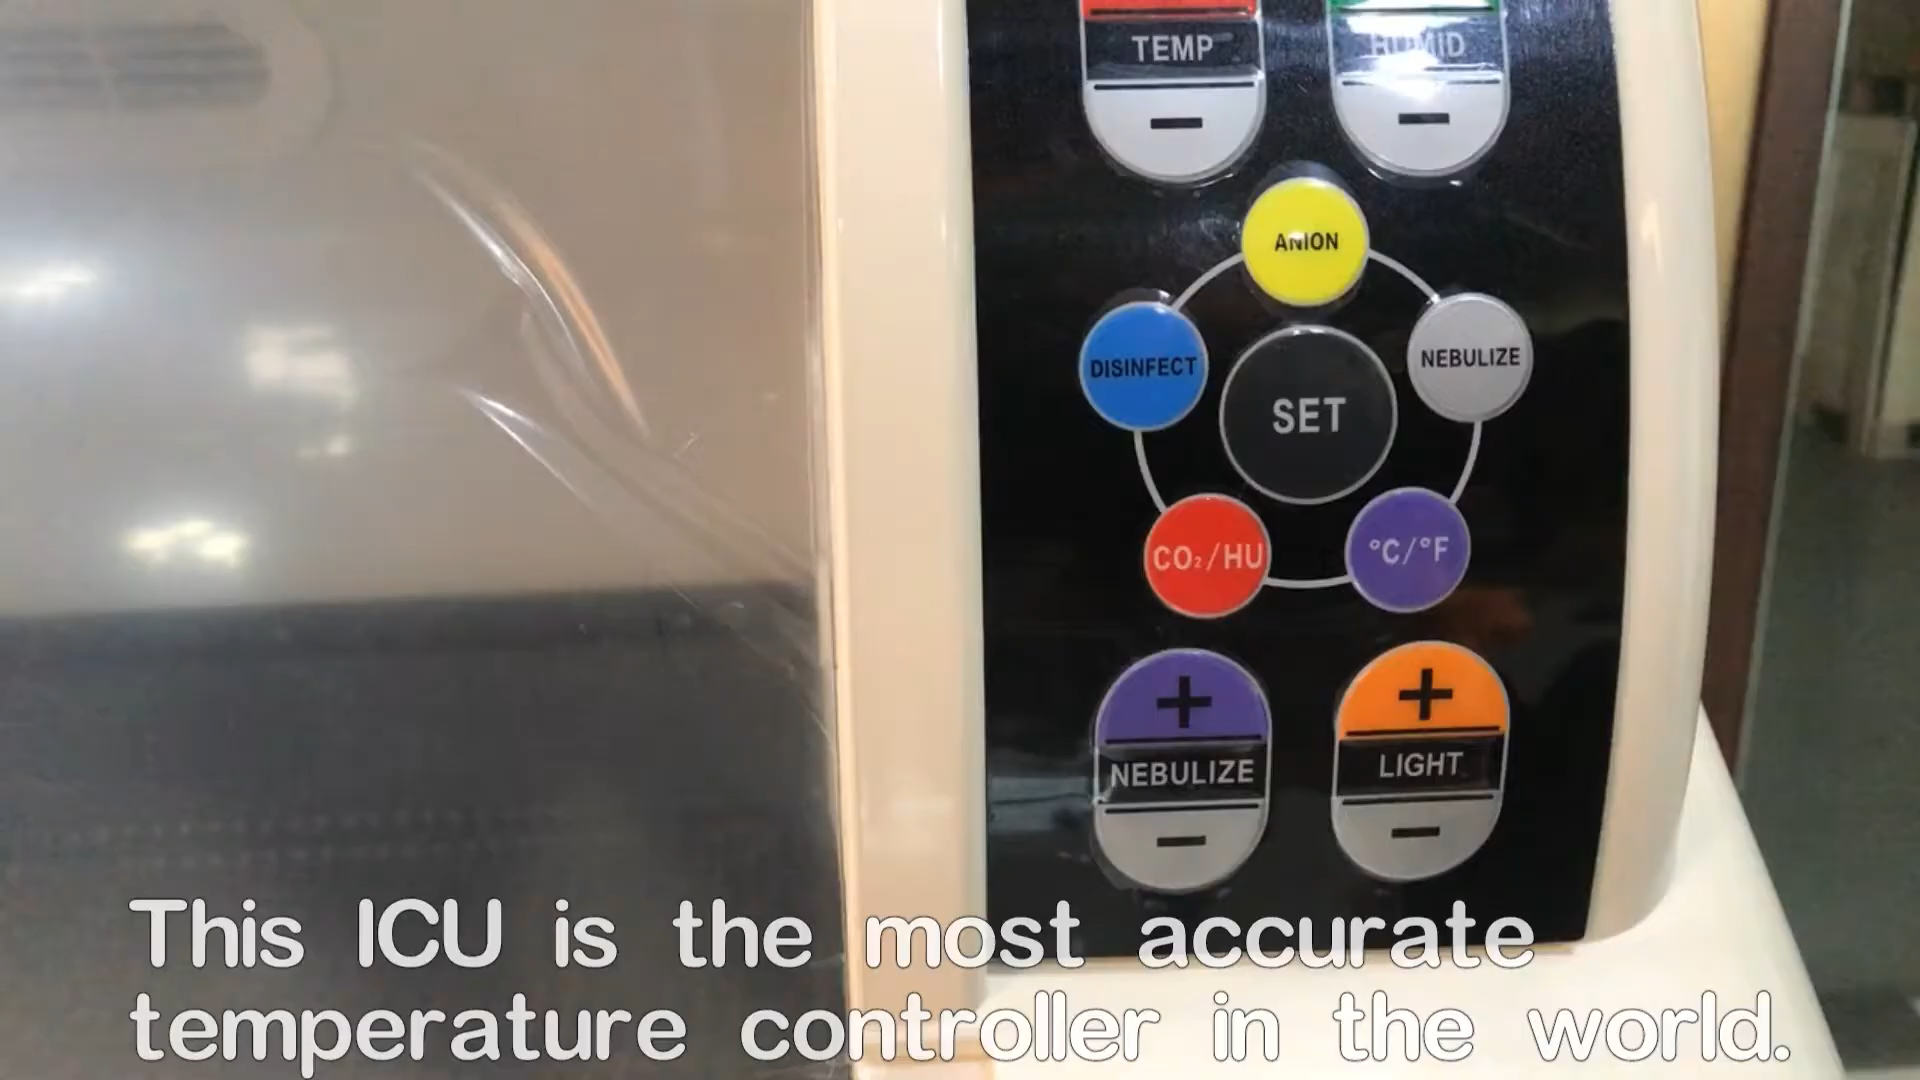 TEMP
HUMID
ANION
DISINFECT
NEBULIZE
SET
CO₂/HU
°C/°F
NEBULIZE
LIGHT
This ICU is the most accurate
temperature controller in the world.